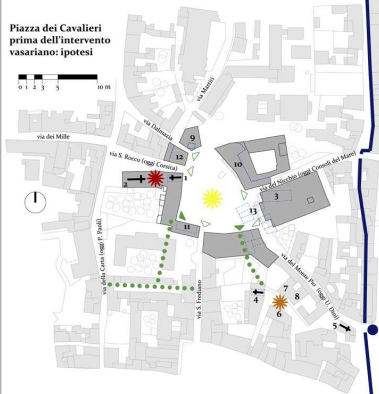 Piazza dei Cavalieri
prima dell'intervento
vasariano: ipotesi
0 1 2 3 5 10 m
via Martiri
via Dalmazia
via dei Mille
via S. Rocco (oggi Corsica)
via del Nicchio (oggi Consoli del Mare)
via della Carta (oggi P. Paoli)
via S. Frediano
via del Monte Pio (oggi U. Dini)
9
12
10
2
1
3
13
11
4
7
8
6
5